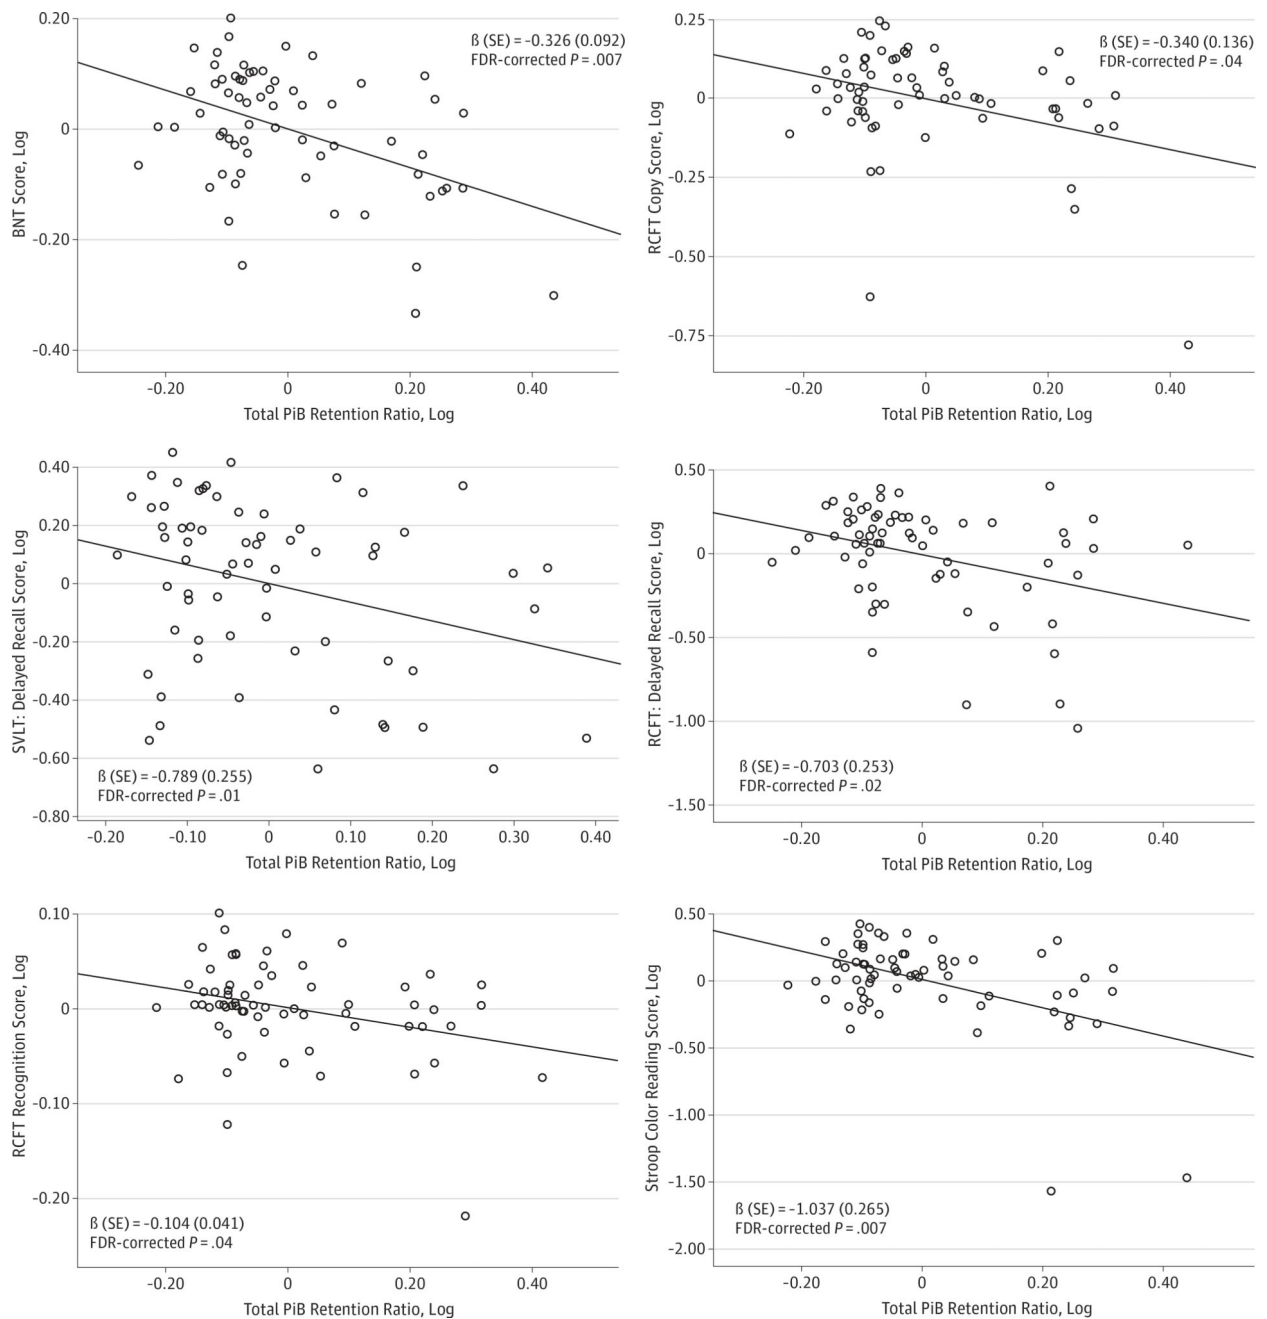 0.20
0
-0.20
-0.40
BNT Score, Log
ß (SE) = -0.326 (0.092)
FDR-corrected P = .007
-0.20 0 0.20 0.40
Total PiB Retention Ratio, Log
0.25
0
-0.25
-0.50
-0.75
RCFT Copy Score, Log
ß (SE) = -0.340 (0.136)
FDR-corrected P = .04
-0.20 0 0.20 0.40
Total PiB Retention Ratio, Log
0.40
0.20
0
-0.20
-0.40
-0.60
-0.80
SVLT: Delayed Recall Score, Log
ß (SE) = -0.789 (0.255)
FDR-corrected P = .01
-0.20 -0.10 0 0.10 0.20 0.30 0.40
Total PiB Retention Ratio, Log
0.50
0
-0.50
-1.00
-1.50
RCFT: Delayed Recall Score, Log
ß (SE) = -0.703 (0.253)
FDR-corrected P = .02
-0.20 0 0.20 0.40
Total PiB Retention Ratio, Log
0.10
0
-0.10
-0.20
RCFT Recognition Score, Log
ß (SE) = -0.104 (0.041)
FDR-corrected P = .04
-0.20 0 0.20 0.40
Total PiB Retention Ratio, Log
0.50
0
-0.50
-1.00
-1.50
-2.00
Stroop Color Reading Score, Log
ß (SE) = -1.037 (0.265)
FDR-corrected P = .007
-0.20 0 0.20 0.40
Total PiB Retention Ratio, Log